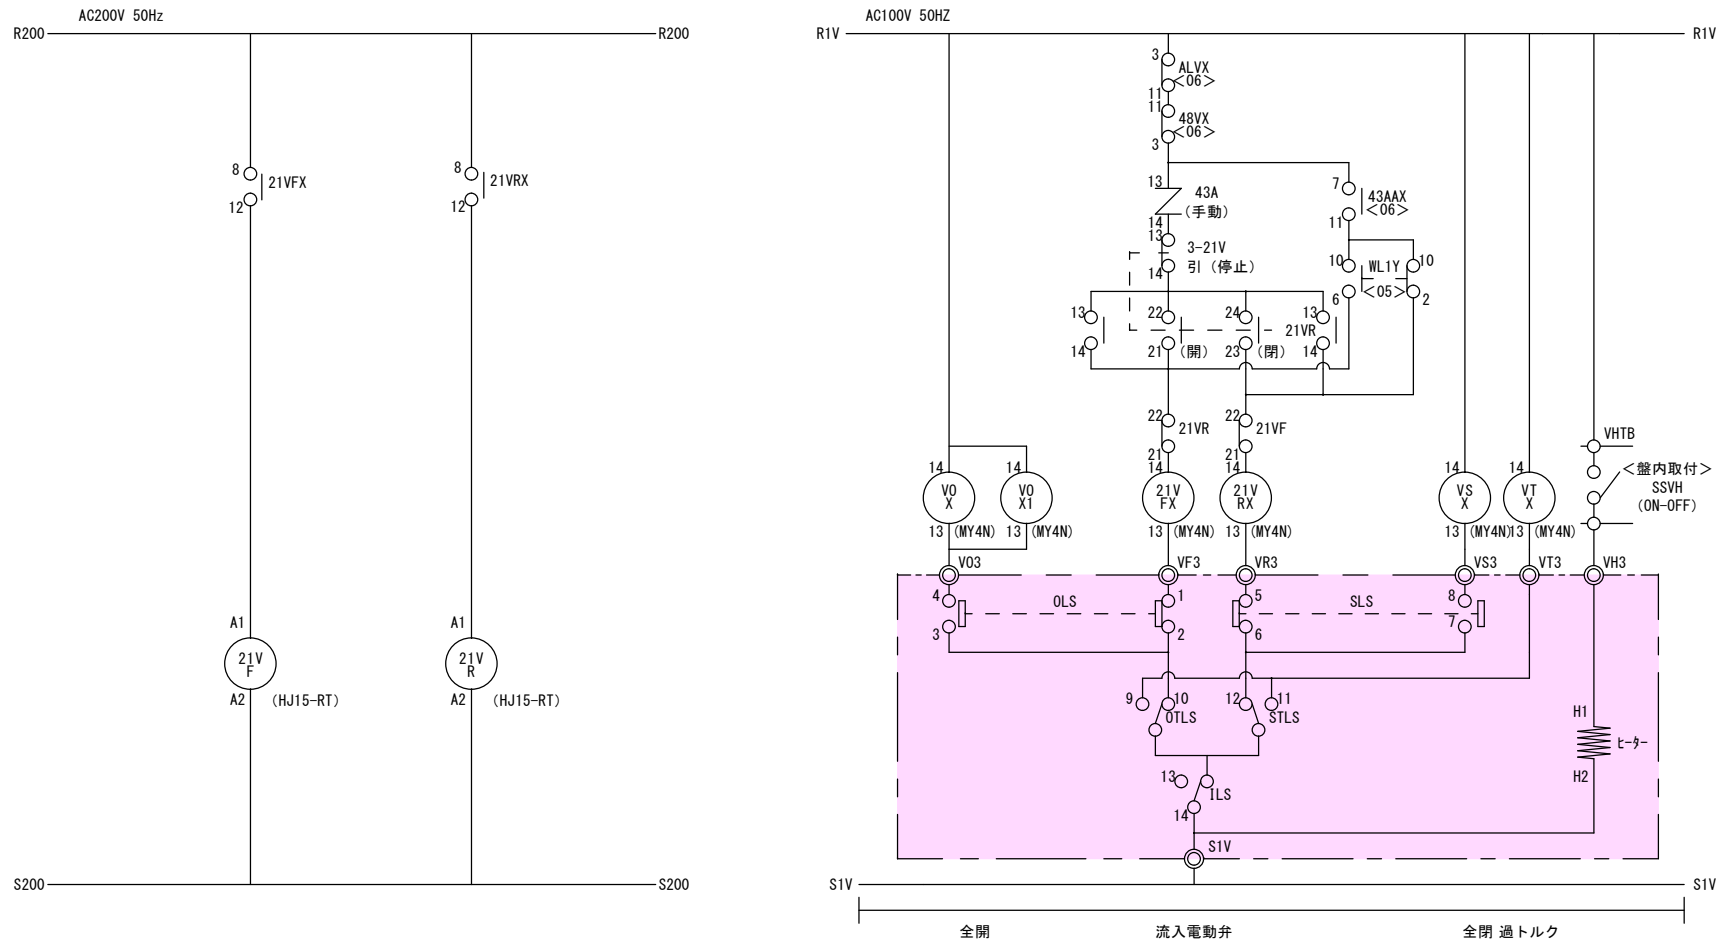 AC200V 50Hz
AC100V 50HZ
R200
R200
R1V
R1V
3
ALVX
<06>
11
11
48VX
<06>
3
8
21VFX
12
8
21VRX
12
13
43A
(手動)
14
7
43AAX
<06>
11
13
3-21V
引 (停止)
14
10
WL1Y
10
6
<05>
2
13
22
24
13
21VR
14
21
(開)
23
(閉)
14
22
21VR
21
22
21VF
21
VHTB
<盤内取付>
SSVH
(ON-OFF)
14
VO
X
13
(MY4N)
14
VO
X1
13
(MY4N)
14
21V
FX
13
(MY4N)
14
21V
RX
13
(MY4N)
14
VS
X
13
(MY4N)
14
VT
X
13
(MY4N)
VO3
VF3
VR3
VS3
VT3
VH3
4
OLS
1
5
SLS
8
3
2
6
7
A1
21V
F
A2
(HJ15-RT)
A1
21V
R
A2
(HJ15-RT)
9
10
OTLS
12
11
STLS
H1
ヒーター
H2
13
ILS
14
S1V
S200
S200
S1V
S1V
全開
流入電動弁
全閉 過トルク